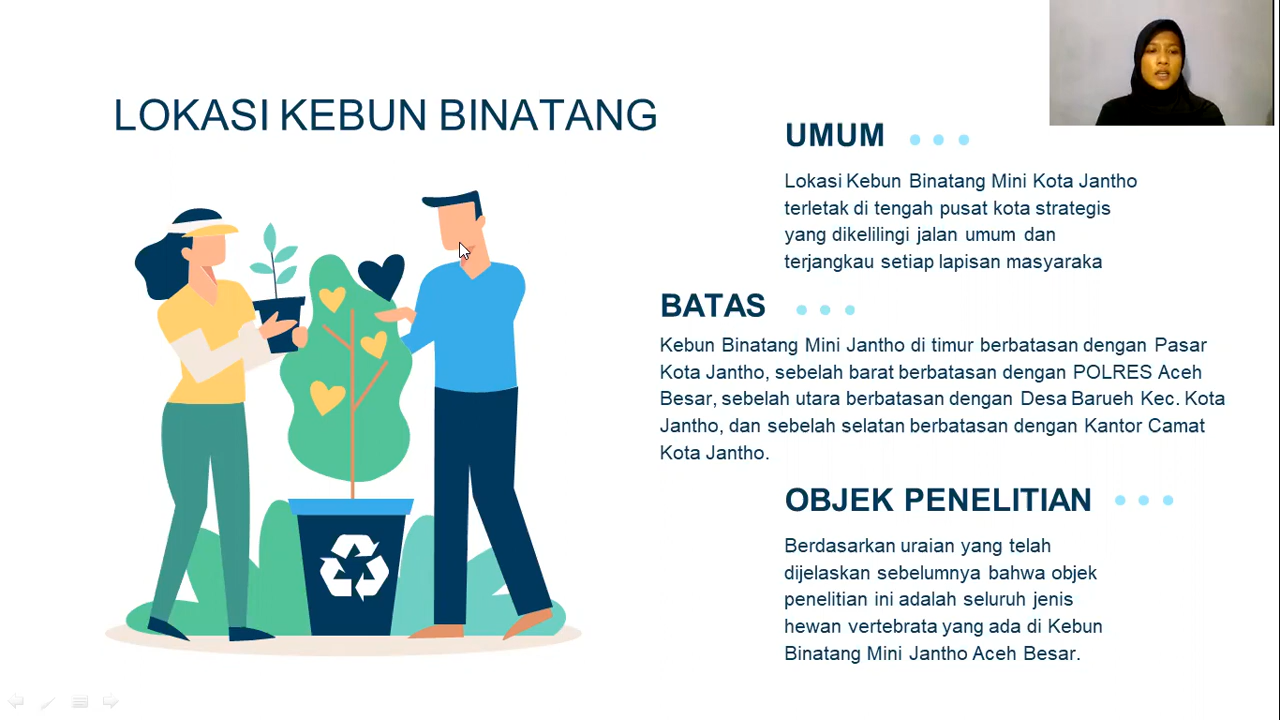 LOKASI KEBUN BINATANG
UMUM
Lokasi Kebun Binatang Mini Kota Jantho
terletak di tengah pusat kota strategis
yang dikelilingi jalan umum dan
terjangkau setiap lapisan masyaraka
BATAS
Kebun Binatang Mini Jantho di timur berbatasan dengan Pasar
Kota Jantho, sebelah barat berbatasan dengan POLRES Aceh
Besar, sebelah utara berbatasan dengan Desa Barueh Kec. Kota
Jantho, dan sebelah selatan berbatasan dengan Kantor Camat
Kota Jantho.
OBJEK PENELITIAN
Berdasarkan uraian yang telah
dijelaskan sebelumnya bahwa objek
penelitian ini adalah seluruh jenis
hewan vertebrata yang ada di Kebun
Binatang Mini Jantho Aceh Besar.